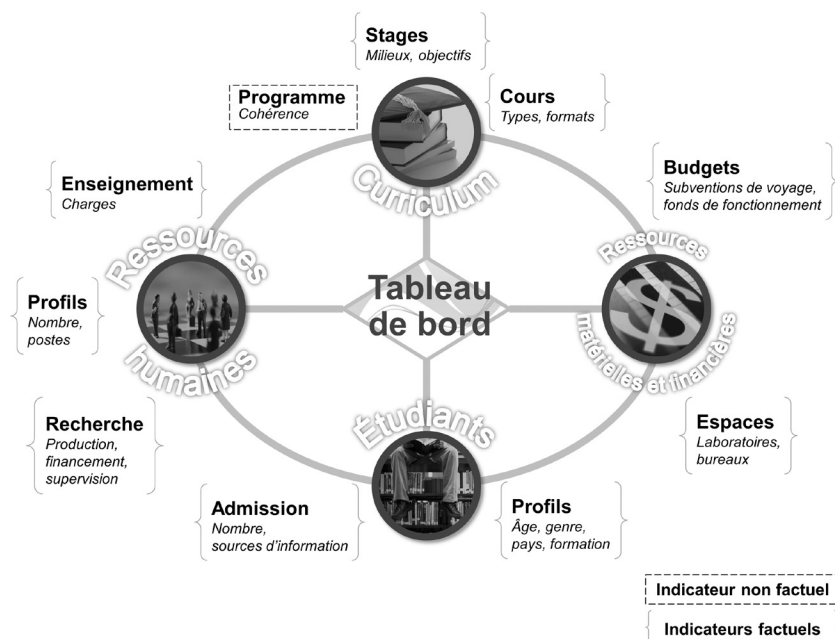 Stages
Milieux, objectifs
Programme
Cohérence
Cours
Types, formats
Curriculum
Enseignement
Charges
Budgets
Subventions de voyage,
fonds de fonctionnement
Ressources
humaines
Ressources
matérielles et financières
Profils
Nombre,
postes
Tableau
de bord
Recherche
Production,
financement,
supervision
Étudiants
Espaces
Laboratoires,
bureaux
Admission
Nombre,
sources d'information
Profils
Âge, genre,
pays, formation
Indicateur non factuel
Indicateurs factuels